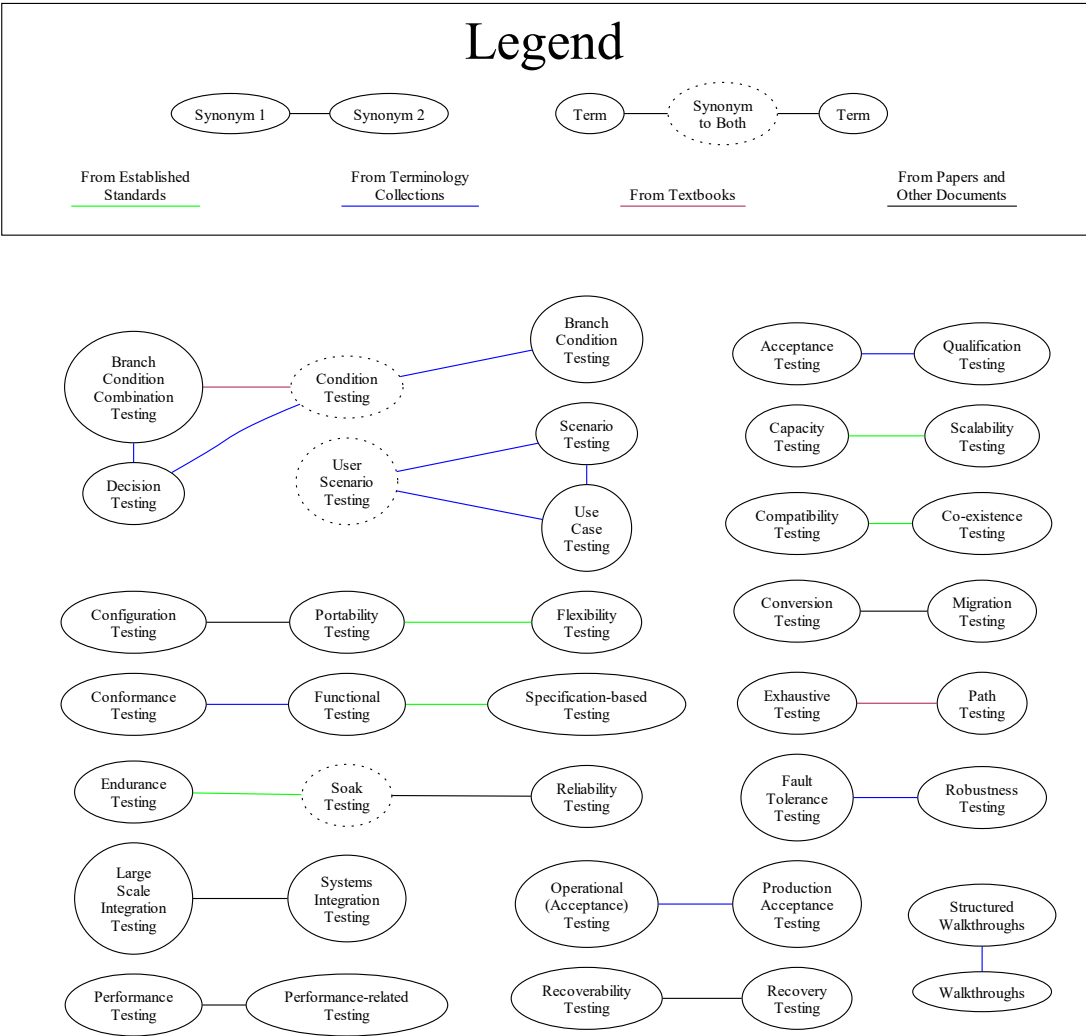 Legend
Synonym 1
Synonym 2
Term
Synonym
to Both
Term
From Established
Standards
From Terminology
Collections
From Textbooks
From Papers and
Other Documents
Branch
Condition
Combination
Testing
Condition
Testing
Branch
Condition
Testing
Decision
Testing
User
Scenario
Testing
Scenario
Testing
Use
Case
Testing
Acceptance
Testing
Qualification
Testing
Capacity
Testing
Scalability
Testing
Compatibility
Testing
Co-existence
Testing
Configuration
Testing
Portability
Testing
Flexibility
Testing
Conversion
Testing
Migration
Testing
Conformance
Testing
Functional
Testing
Specification-based
Testing
Exhaustive
Testing
Path
Testing
Endurance
Testing
Soak
Testing
Reliability
Testing
Fault
Tolerance
Testing
Robustness
Testing
Large
Scale
Integration
Testing
Systems
Integration
Testing
Operational
(Acceptance)
Testing
Production
Acceptance
Testing
Structured
Walkthroughs
Walkthroughs
Performance
Testing
Performance-related
Testing
Recoverability
Testing
Recovery
Testing